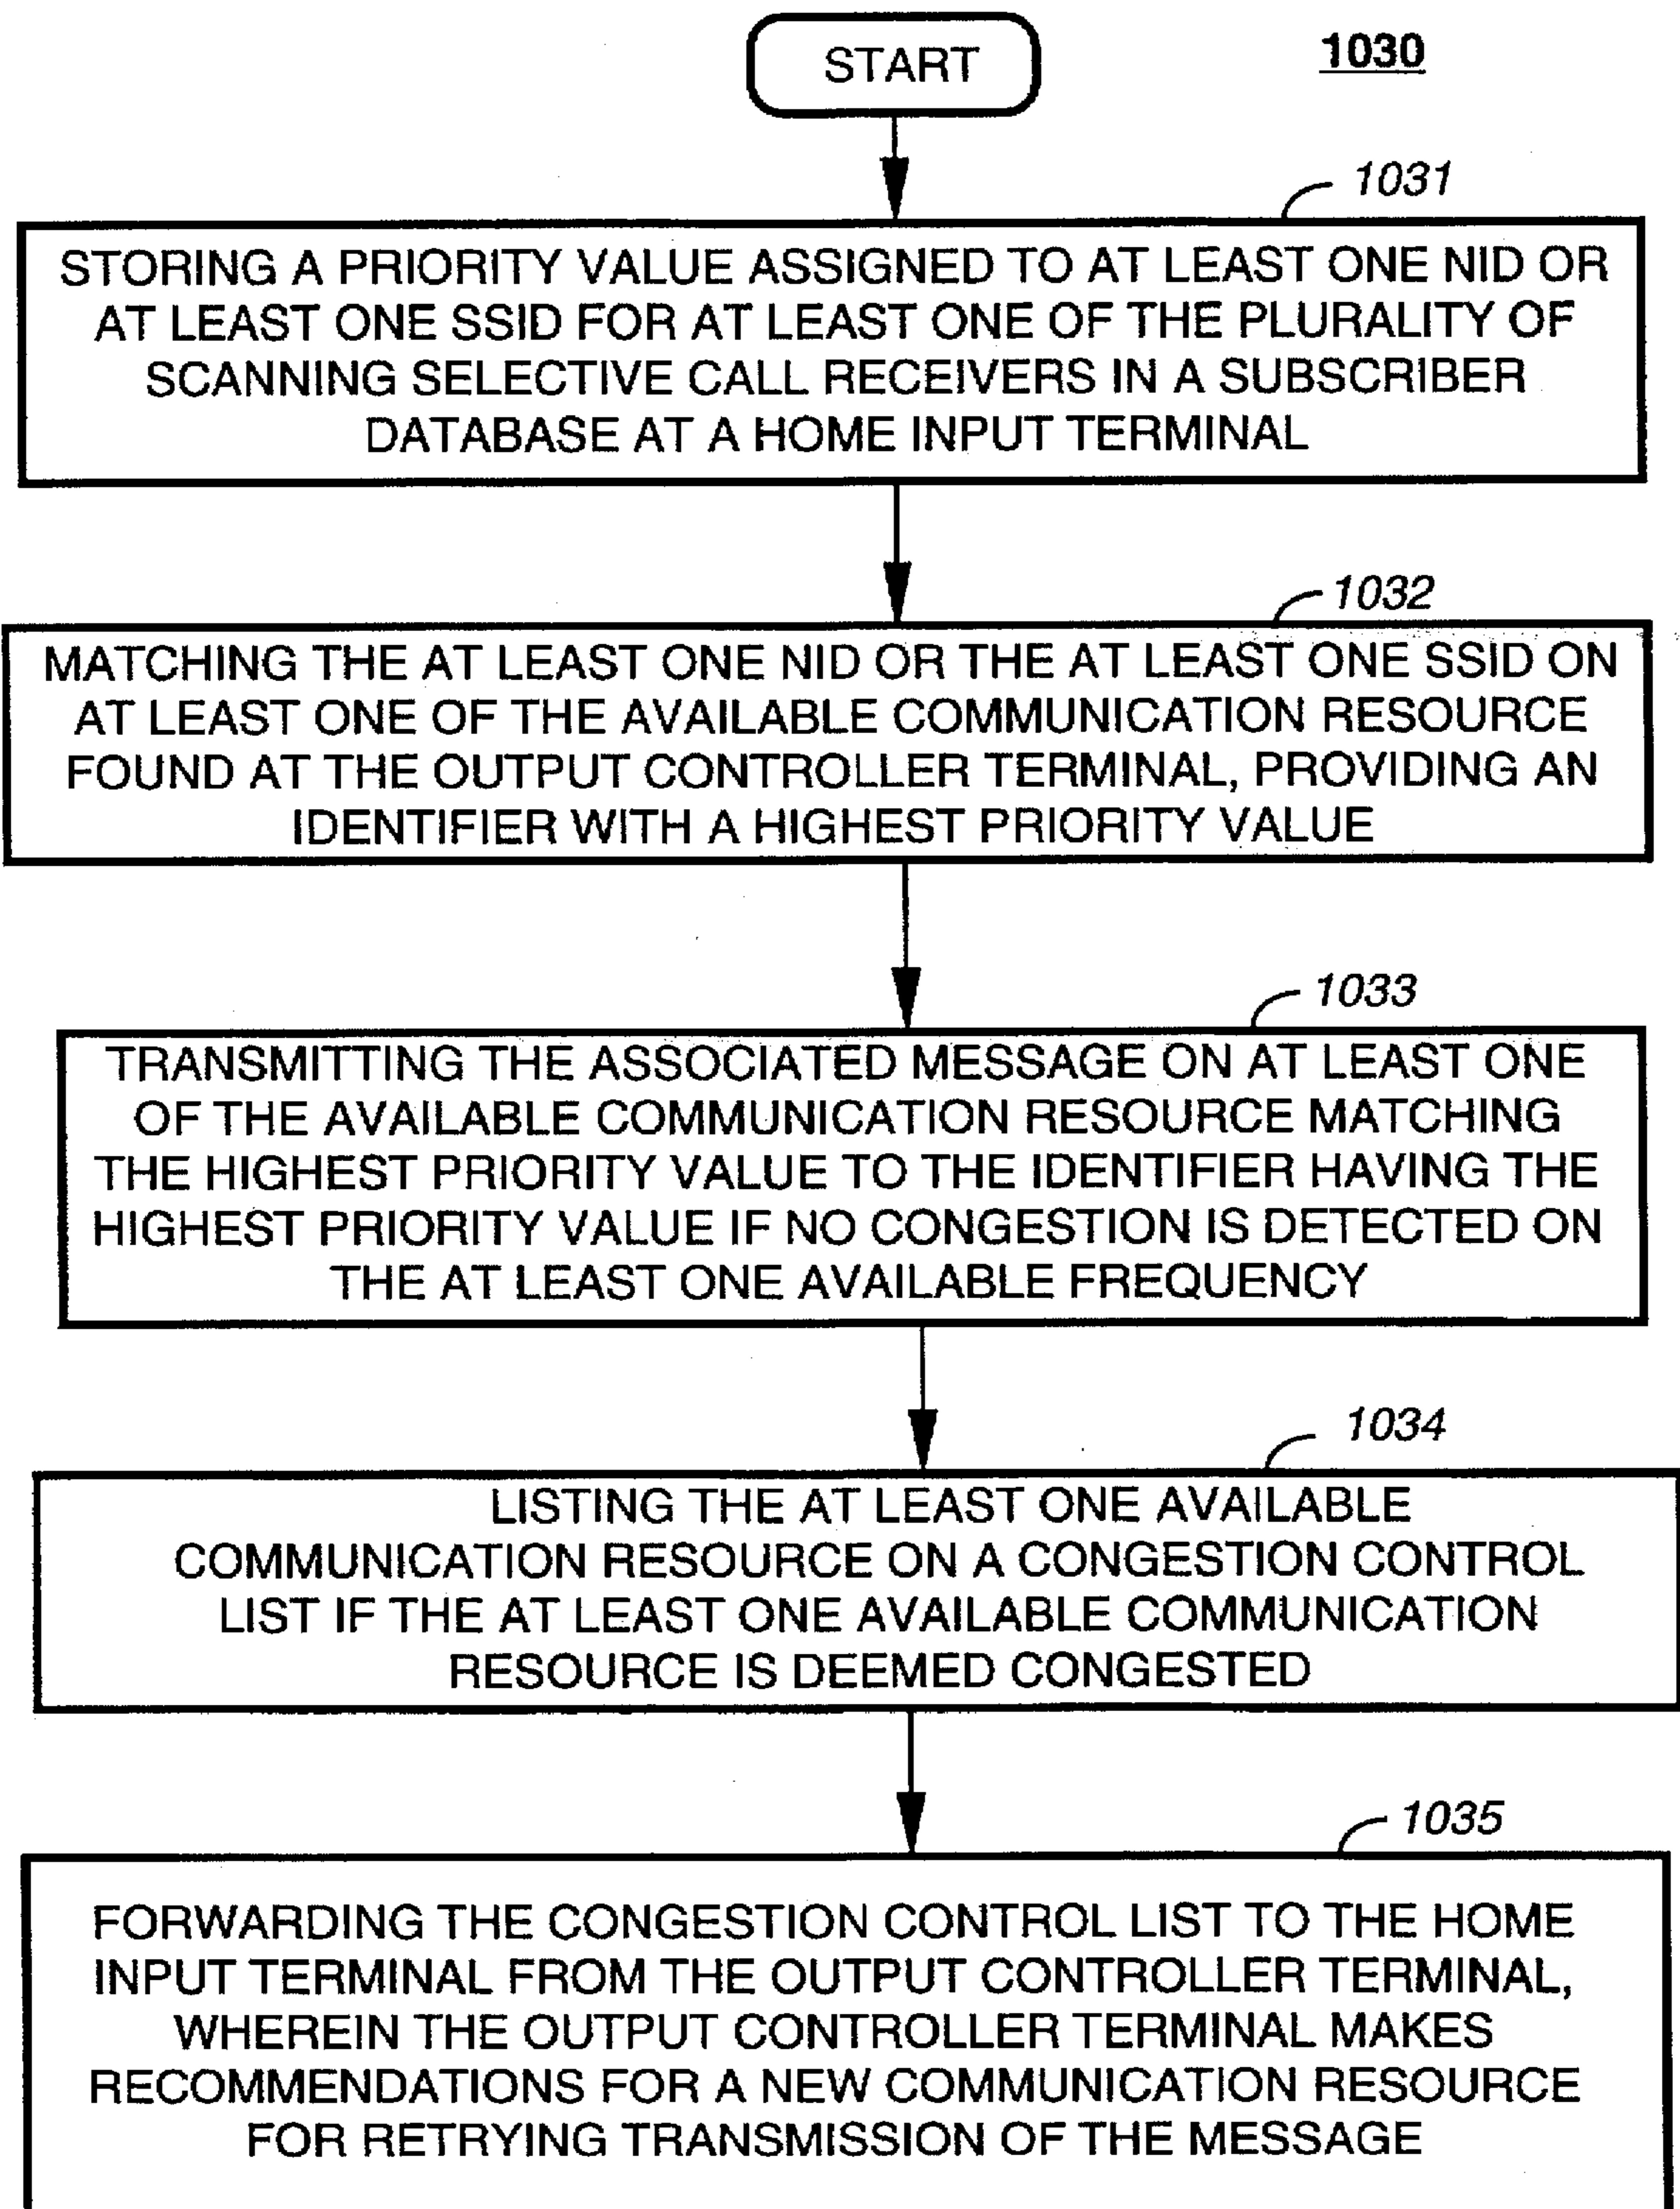 START
1030
1031
STORING A PRIORITY VALUE ASSIGNED TO AT LEAST ONE NID OR
AT LEAST ONE SSID FOR AT LEAST ONE OF THE PLURALITY OF
SCANNING SELECTIVE CALL RECEIVERS IN A SUBSCRIBER
DATABASE AT A HOME INPUT TERMINAL
1032
MATCHING THE AT LEAST ONE NID OR THE AT LEAST ONE SSID ON
AT LEAST ONE OF THE AVAILABLE COMMUNICATION RESOURCE
FOUND AT THE OUTPUT CONTROLLER TERMINAL, PROVIDING AN
IDENTIFIER WITH A HIGHEST PRIORITY VALUE
1033
TRANSMITTING THE ASSOCIATED MESSAGE ON AT LEAST ONE
OF THE AVAILABLE COMMUNICATION RESOURCE MATCHING
THE HIGHEST PRIORITY VALUE TO THE IDENTIFIER HAVING THE
HIGHEST PRIORITY VALUE IF NO CONGESTION IS DETECTED ON
THE AT LEAST ONE AVAILABLE FREQUENCY
1034
LISTING THE AT LEAST ONE AVAILABLE
COMMUNICATION RESOURCE ON A CONGESTION CONTROL
LIST IF THE AT LEAST ONE AVAILABLE COMMUNICATION
RESOURCE IS DEEMED CONGESTED
1035
FORWARDING THE CONGESTION CONTROL LIST TO THE HOME
INPUT TERMINAL FROM THE OUTPUT CONTROLLER TERMINAL,
WHEREIN THE OUTPUT CONTROLLER TERMINAL MAKES
RECOMMENDATIONS FOR A NEW COMMUNICATION RESOURCE
FOR RETRYING TRANSMISSION OF THE MESSAGE